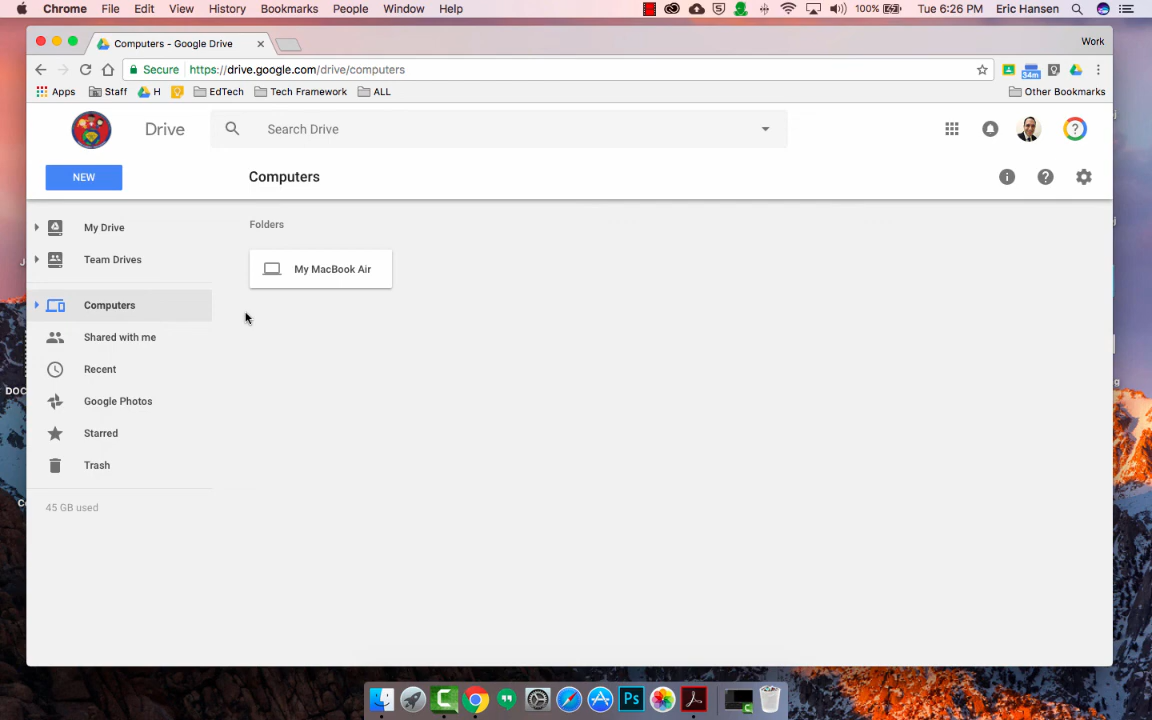 Chrome File Edit View History Bookmarks People Window Help 100% Tue 6:26 PM Eric Hansen
Computers - Google Drive Work
Secure https://drive.google.com/drive/computers 34m
Apps Staff H EdTech Tech Framework ALL Other Bookmarks
Drive Search Drive
NEW Computers
My Drive Folders
Team Drives My MacBook Air
Computers
Shared with me
Recent
Google Photos
Starred
Trash
45 GB used
Ps